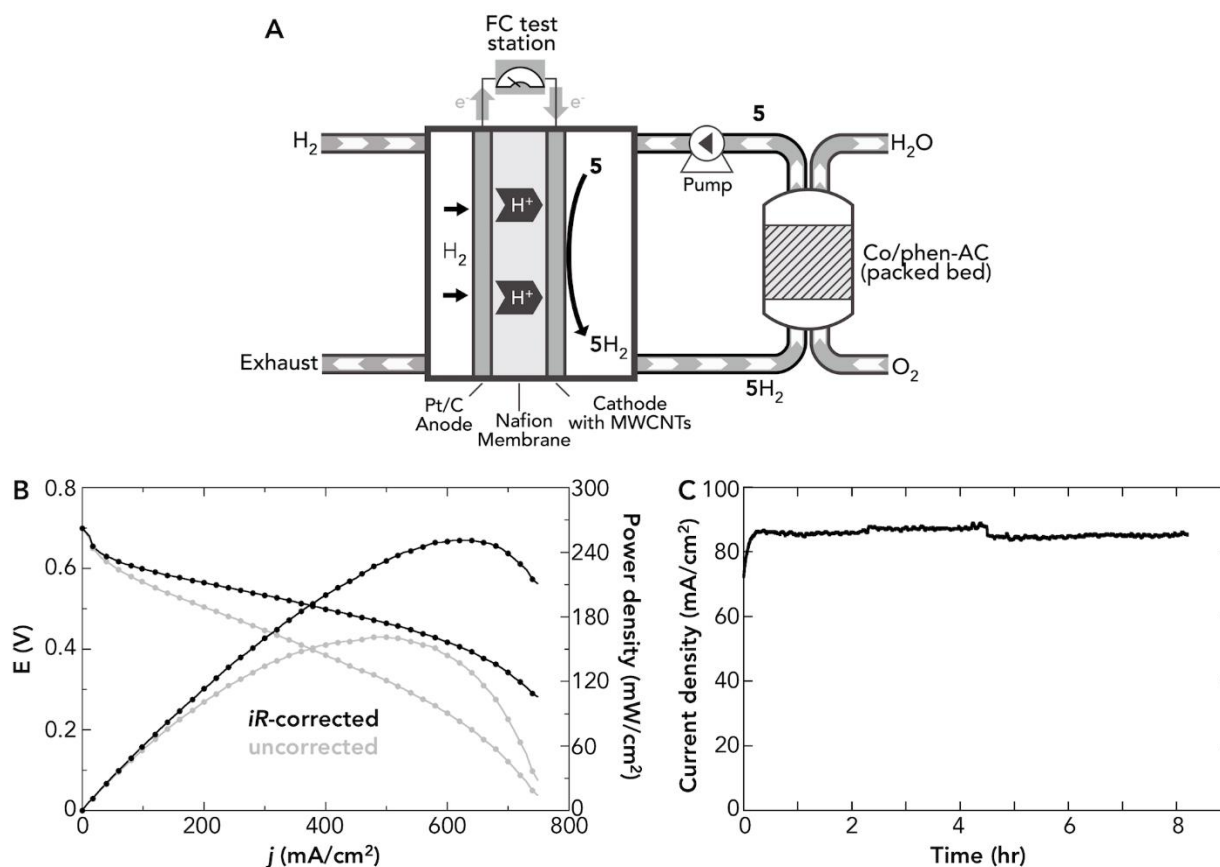 A
FC test
station
e-
e-
H2
5
H2O
Pump
5
H+
H2
H+
5H2
Co/phen-AC
(packed bed)
Exhaust
5H2
O2
Pt/C
Anode
Nafion
Membrane
Cathode
with MWCNTs
B
0.8
0.6
0.4
0.2
0
E (V)
300
240
180
120
60
0
Power density (mW/cm2)
iR-corrected
uncorrected
0
200
400
600
800
j (mA/cm2)
C
100
80
60
40
20
0
Current density (mA/cm2)
0
2
4
6
8
Time (hr)